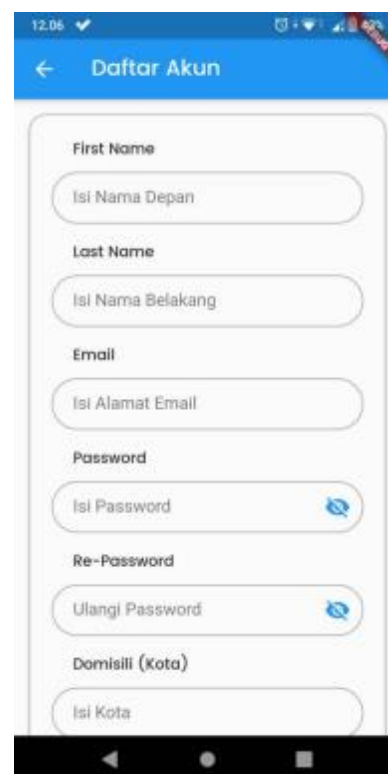 12.06
Daftar Akun
First Name
Isi Nama Depan
Last Name
Isi Nama Belakang
Email
Isi Alamat Email
Password
Isi Password
Re-Password
Ulangi Password
Domisili (Kota)
Isi Kota